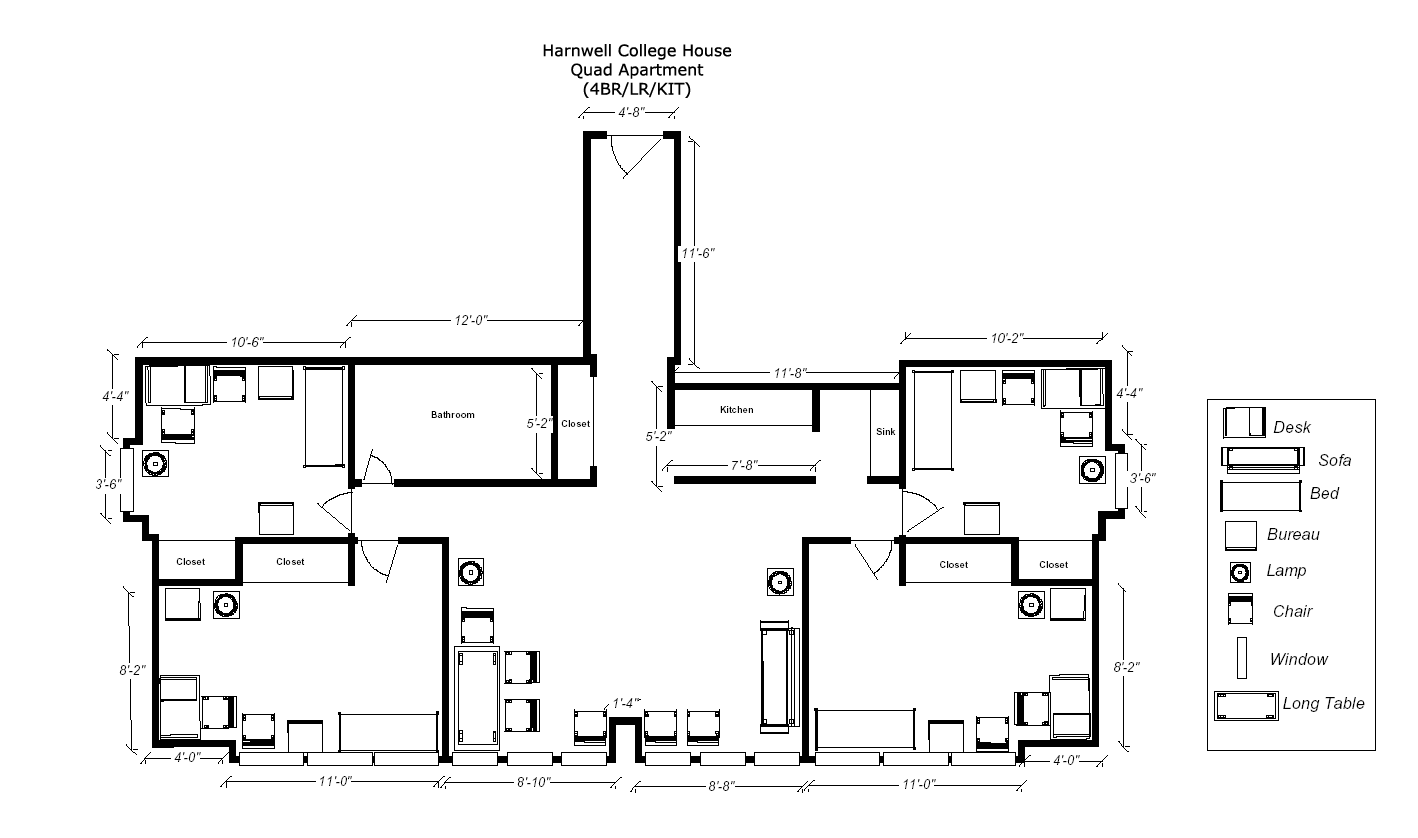 Harnwell College House
Quad Apartment
(4BR/LR/KIT)
4'-8"
11'-6"
12'-0"
10'-6"
10'-2"
11'-8"
4'-4"
4'-4"
Bathroom
5'-2"
Closet
5'-2"
Kitchen
Sink
7'-8"
3'-6"
3'-6"
Closet
Closet
Closet
Closet
8'-2"
8'-2"
1'-4"
4'-0"
4'-0"
11'-0"
8'-10"
8'-8"
11'-0"
Desk
Sofa
Bed
Bureau
Lamp
Chair
Window
Long Table